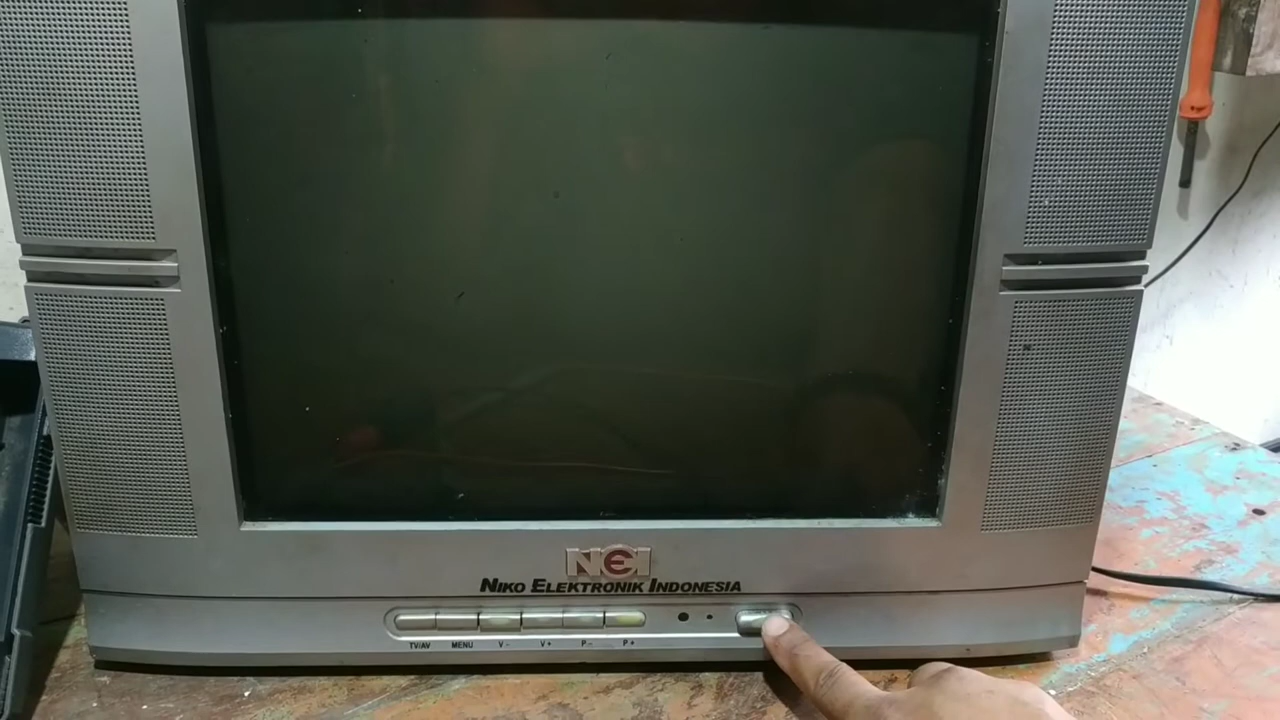 NEI
NIKO ELEKTRONIK INDONESIA
TV/AV MENU V- V+ P- P+